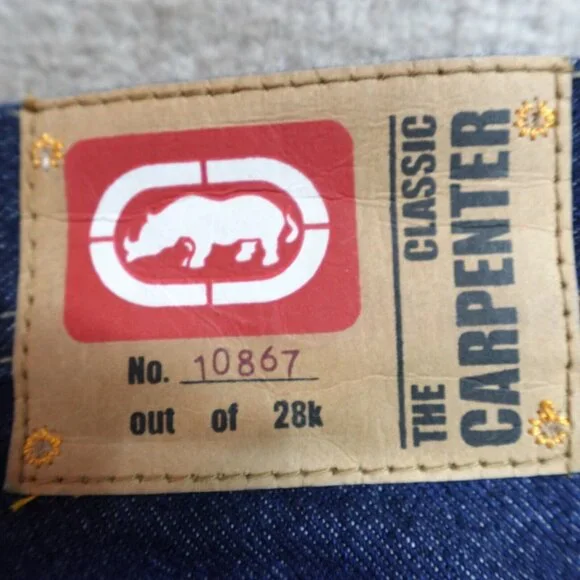 No. 10867
out of 28k
THE CLASSIC
CARPENTER